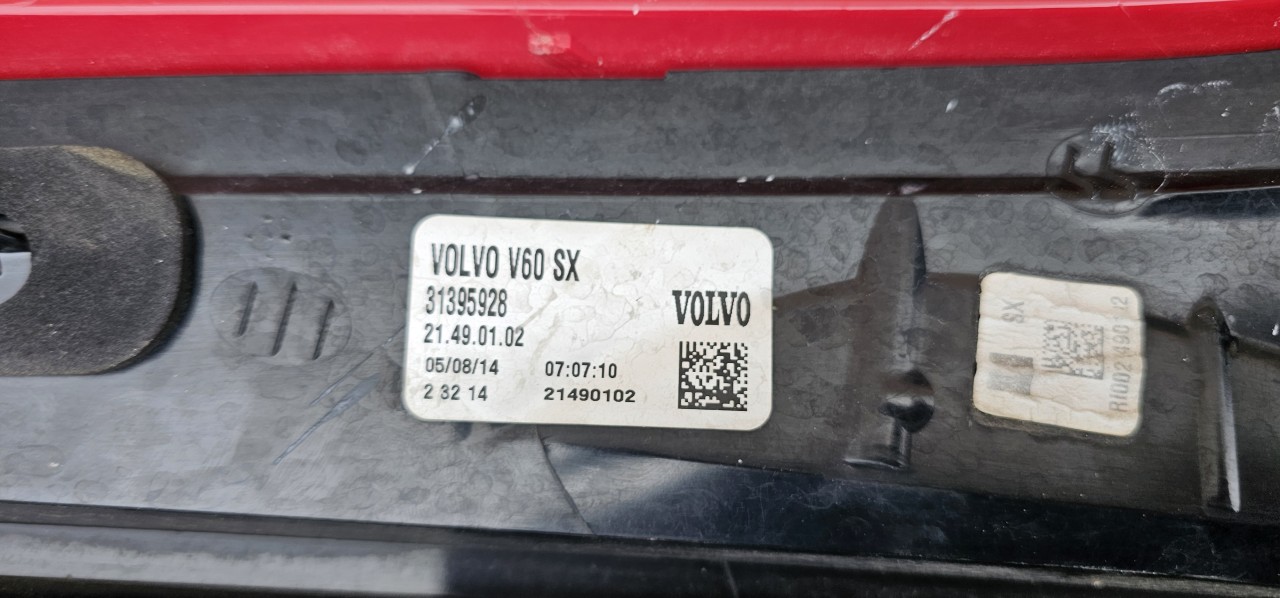 VOLVO V60 SX
31395928
21.49.01.02
05/08/14 07:07:10
2 32 14 21490102
VOLVO
SX